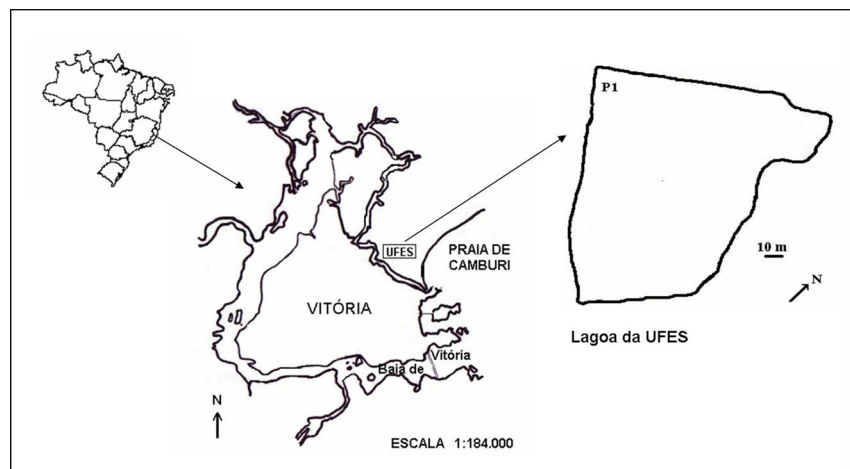 P1
UFES
PRAIA DE
CAMBURI
10 m
N
VITÓRIA
Lagoa da UFES
Vitória
Baía de
N
ESCALA 1:184.000